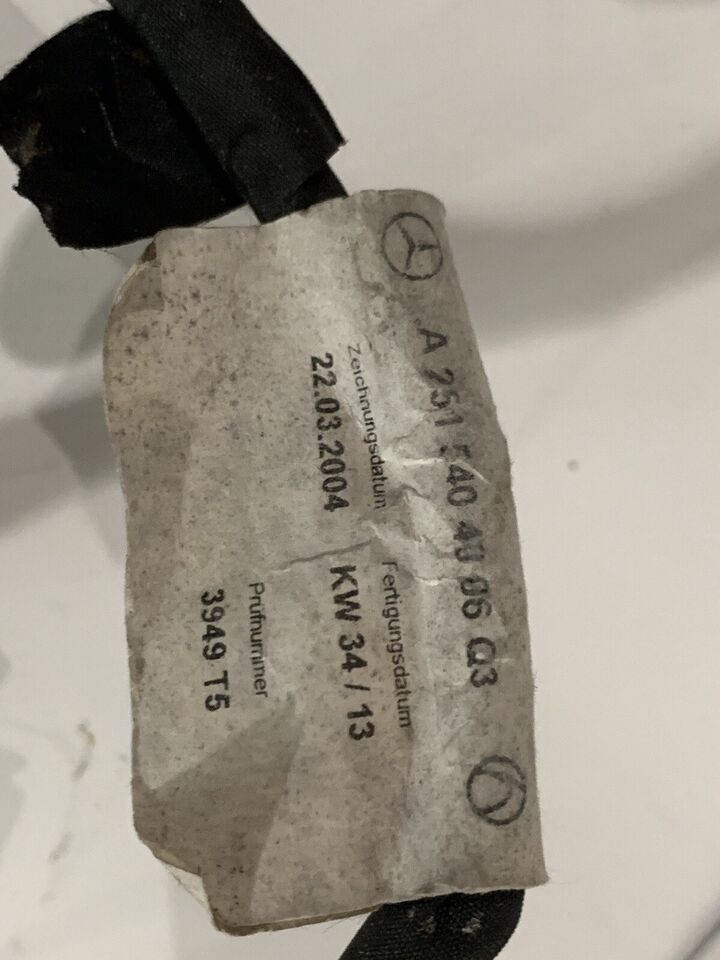 A 251 540 40 06 Q3
Zeichnungsdatum Fertigungsdatum
22.03.2004 KW 34 / 13
Prüfnummer
3949 T5